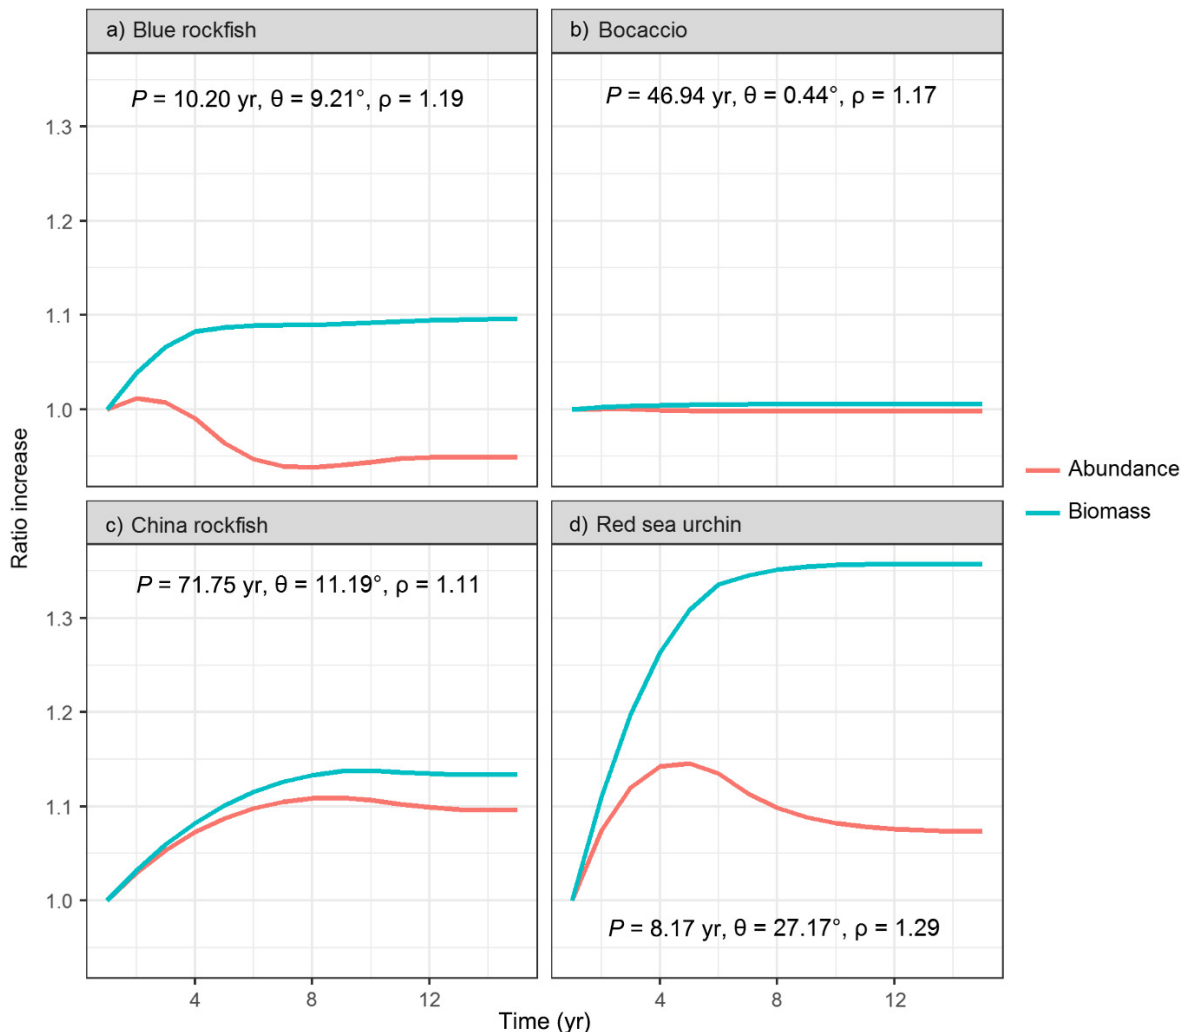 a) Blue rockfish
b) Bocaccio
P = 10.20 yr, θ = 9.21°, ρ = 1.19
P = 46.94 yr, θ = 0.44°, ρ = 1.17
1.3
1.2
1.1
1.0
Ratio increase
Abundance
Biomass
c) China rockfish
d) Red sea urchin
P = 71.75 yr, θ = 11.19°, ρ = 1.11
1.3
1.2
1.1
1.0
P = 8.17 yr, θ = 27.17°, ρ = 1.29
4
8
12
4
8
12
Time (yr)